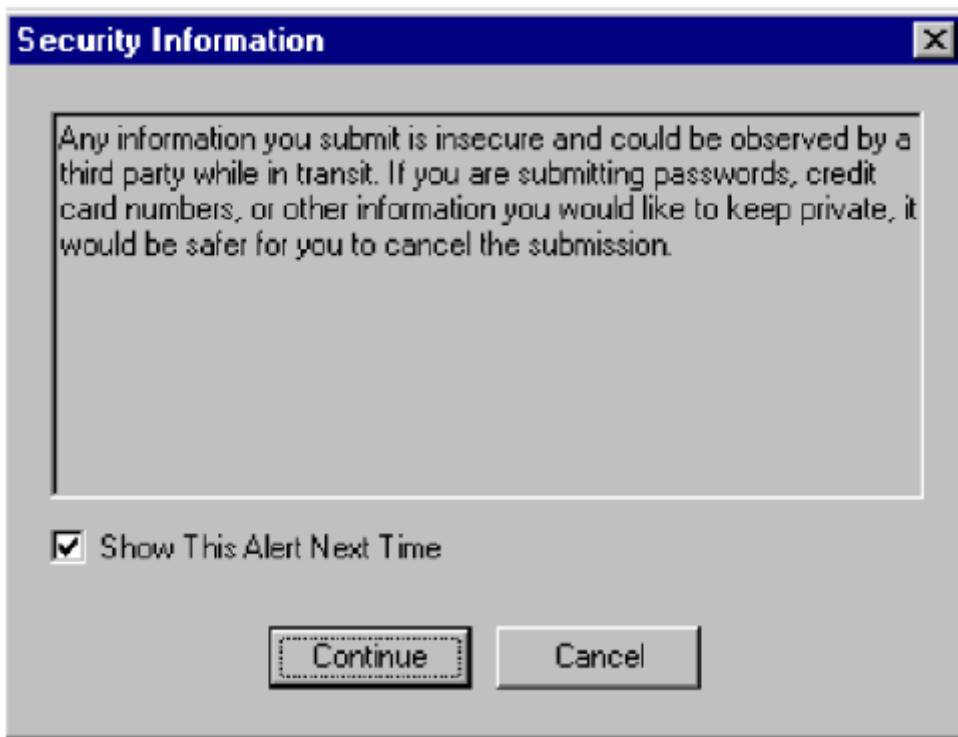 Security Information
Any information you submit is insecure and could be observed by a
third party while in transit. If you are submitting passwords, credit
card numbers, or other information you would like to keep private, it
would be safer for you to cancel the submission.
Show This Alert Next Time
Continue
Cancel